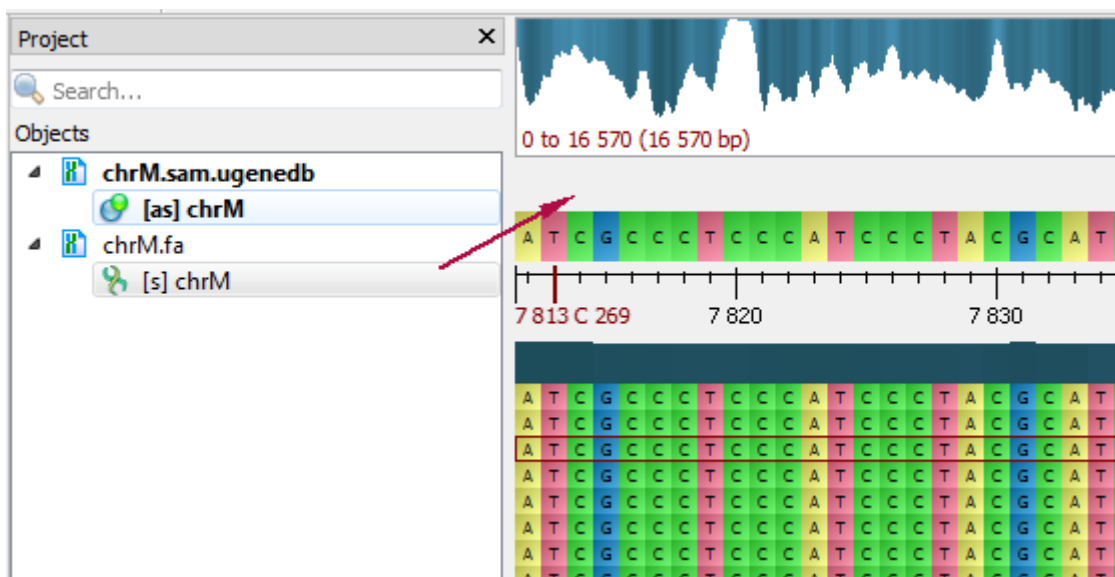 Project
Search...
Objects
chrM.sam.ugenedb
[as] chrM
chrM.fa
[s] chrM
0 to 16 570 (16 570 bp)
A T C G C C C T C C C A T C C C T A C G C A T
7 813 C 269 7 820 7 830
A T C G C C C T C C C A T C C C T A C G C A T
A T C G C C C T C C C A T C C C T A C G C A T
A T C G C C C T C C C A T C C C T A C G C A T
A T C G C C C T C C C A T C C C T A C G C A T
A T C G C C C T C C C A T C C C T A C G C A T
A T C G C C C T C C C A T C C C T A C G C A T
A T C G C C C T C C C A T C C C T A C G C A T